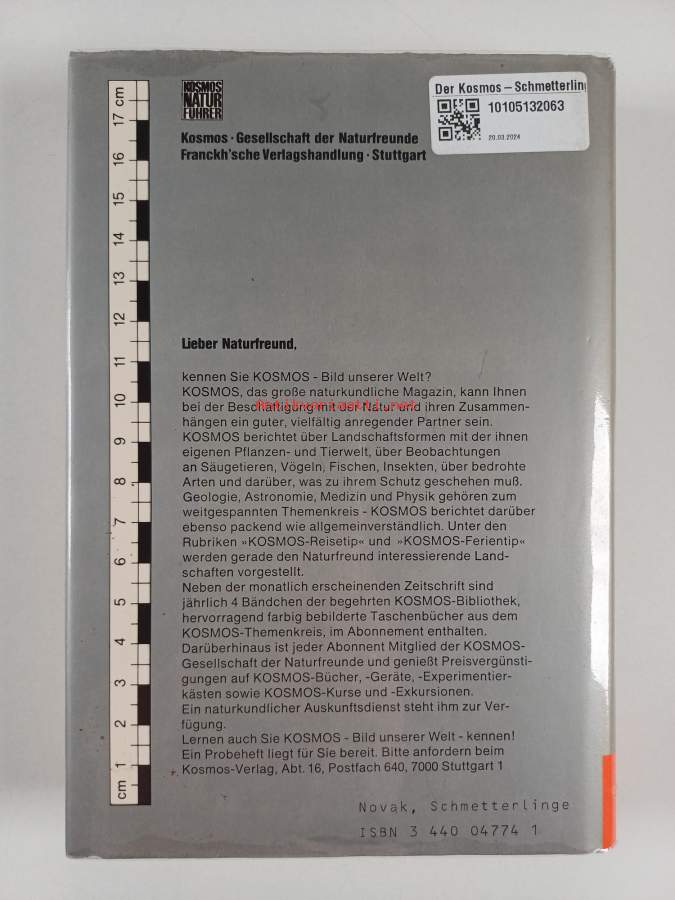 KOSMOS
NATUR
FÜHRER
Kosmos · Gesellschaft der Naturfreunde
Franckh'sche Verlagshandlung · Stuttgart
Der Kosmos – Schmetterlin
10105132063
20.03.2024
17 cm
16
15
14
13
12
11
10
9
8
7
6
5
4
3
2
cm 1
Lieber Naturfreund,
kennen Sie KOSMOS - Bild unserer Welt?
KOSMOS, das große naturkundliche Magazin, kann Ihnen
bei der Beschäftigung mit der Natur und ihren Zusammen-
hängen ein guter, vielfältig anregender Partner sein.
KOSMOS berichtet über Landschaftsformen mit der ihnen
eigenen Pflanzen- und Tierwelt, über Beobachtungen
an Säugetieren, Vögeln, Fischen, Insekten, über bedrohte
Arten und darüber, was zu ihrem Schutz geschehen muß.
Geologie, Astronomie, Medizin und Physik gehören zum
weitgespannten Themenkreis - KOSMOS berichtet darüber
ebenso packend wie allgemeinverständlich. Unter den
Rubriken »KOSMOS-Reisetip« und »KOSMOS-Ferientip«
werden gerade den Naturfreund interessierende Land-
schaften vorgestellt.
Neben der monatlich erscheinenden Zeitschrift sind
jährlich 4 Bändchen der begehrten KOSMOS-Bibliothek,
hervorragend farbig bebilderte Taschenbücher aus dem
KOSMOS-Themenkreis, im Abonnement enthalten.
Darüberhinaus ist jeder Abonnent Mitglied der KOSMOS-
Gesellschaft der Naturfreunde und genießt Preisvergünsti-
gungen auf KOSMOS-Bücher, -Geräte, -Experimentier-
kästen sowie KOSMOS-Kurse und -Exkursionen.
Ein naturkundlicher Auskunftsdienst steht ihm zur Ver-
fügung.
Lernen auch Sie KOSMOS - Bild unserer Welt - kennen!
Ein Probeheft liegt für Sie bereit. Bitte anfordern beim
Kosmos-Verlag, Abt. 16, Postfach 640, 7000 Stuttgart 1
Novak, Schmetterlinge
ISBN 3 440 04774 1